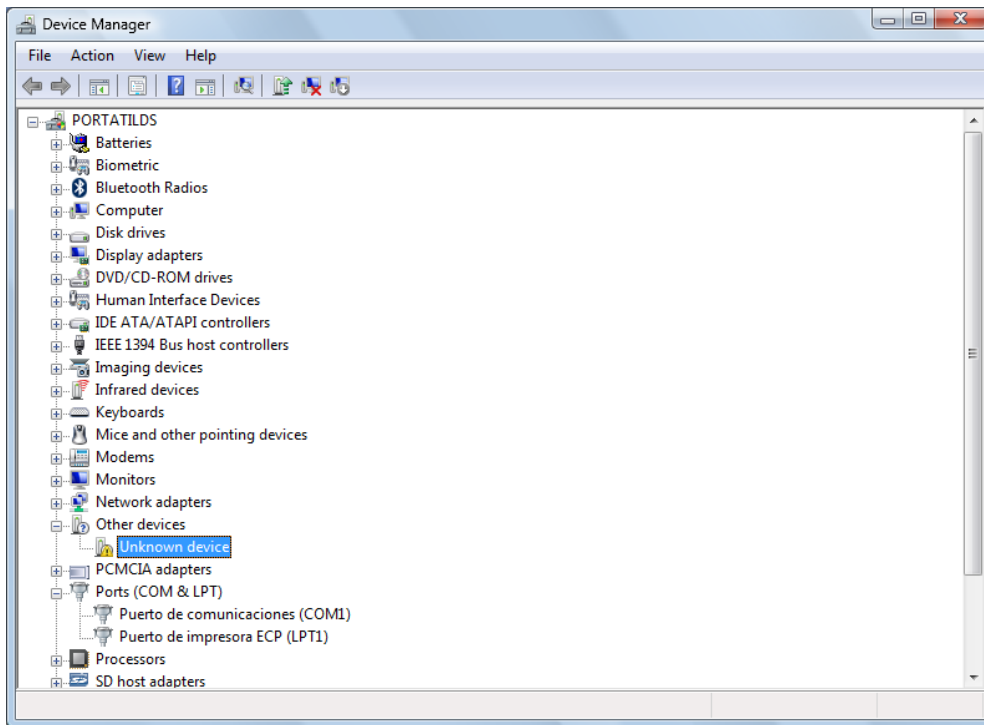 Device Manager
File Action View Help
PORTATILDS
Batteries
Biometric
Bluetooth Radios
Computer
Disk drives
Display adapters
DVD/CD-ROM drives
Human Interface Devices
IDE ATA/ATAPI controllers
IEEE 1394 Bus host controllers
Imaging devices
Infrared devices
Keyboards
Mice and other pointing devices
Modems
Monitors
Network adapters
Other devices
Unknown device
PCMCIA adapters
Ports (COM & LPT)
Puerto de comunicaciones (COM1)
Puerto de impresora ECP (LPT1)
Processors
SD host adapters